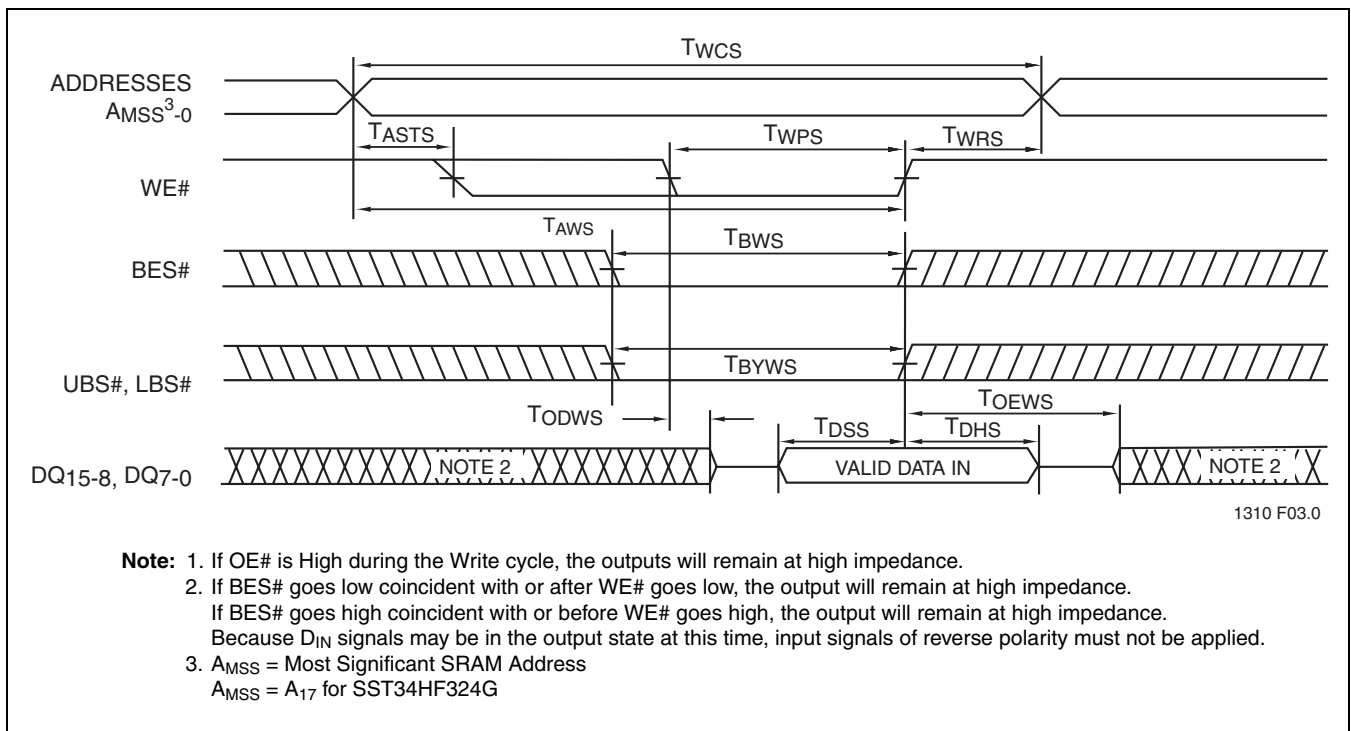 TWCS
ADDRESSES
AMSS3-0
TASTS
TWPS
TWRS
WE#
TAWS
TBWS
BES#
TBYWS
UBS#, LBS#
TODWS
TOEWS
TDSS
TDHS
DQ15-8, DQ7-0
NOTE 2
VALID DATA IN
NOTE 2
1310 F03.0
Note: 1. If OE# is High during the Write cycle, the outputs will remain at high impedance.
2. If BES# goes low coincident with or after WE# goes low, the output will remain at high impedance.
If BES# goes high coincident with or before WE# goes high, the output will remain at high impedance.
Because DIN signals may be in the output state at this time, input signals of reverse polarity must not be applied.
3. AMSS = Most Significant SRAM Address
AMSS = A17 for SST34HF324G